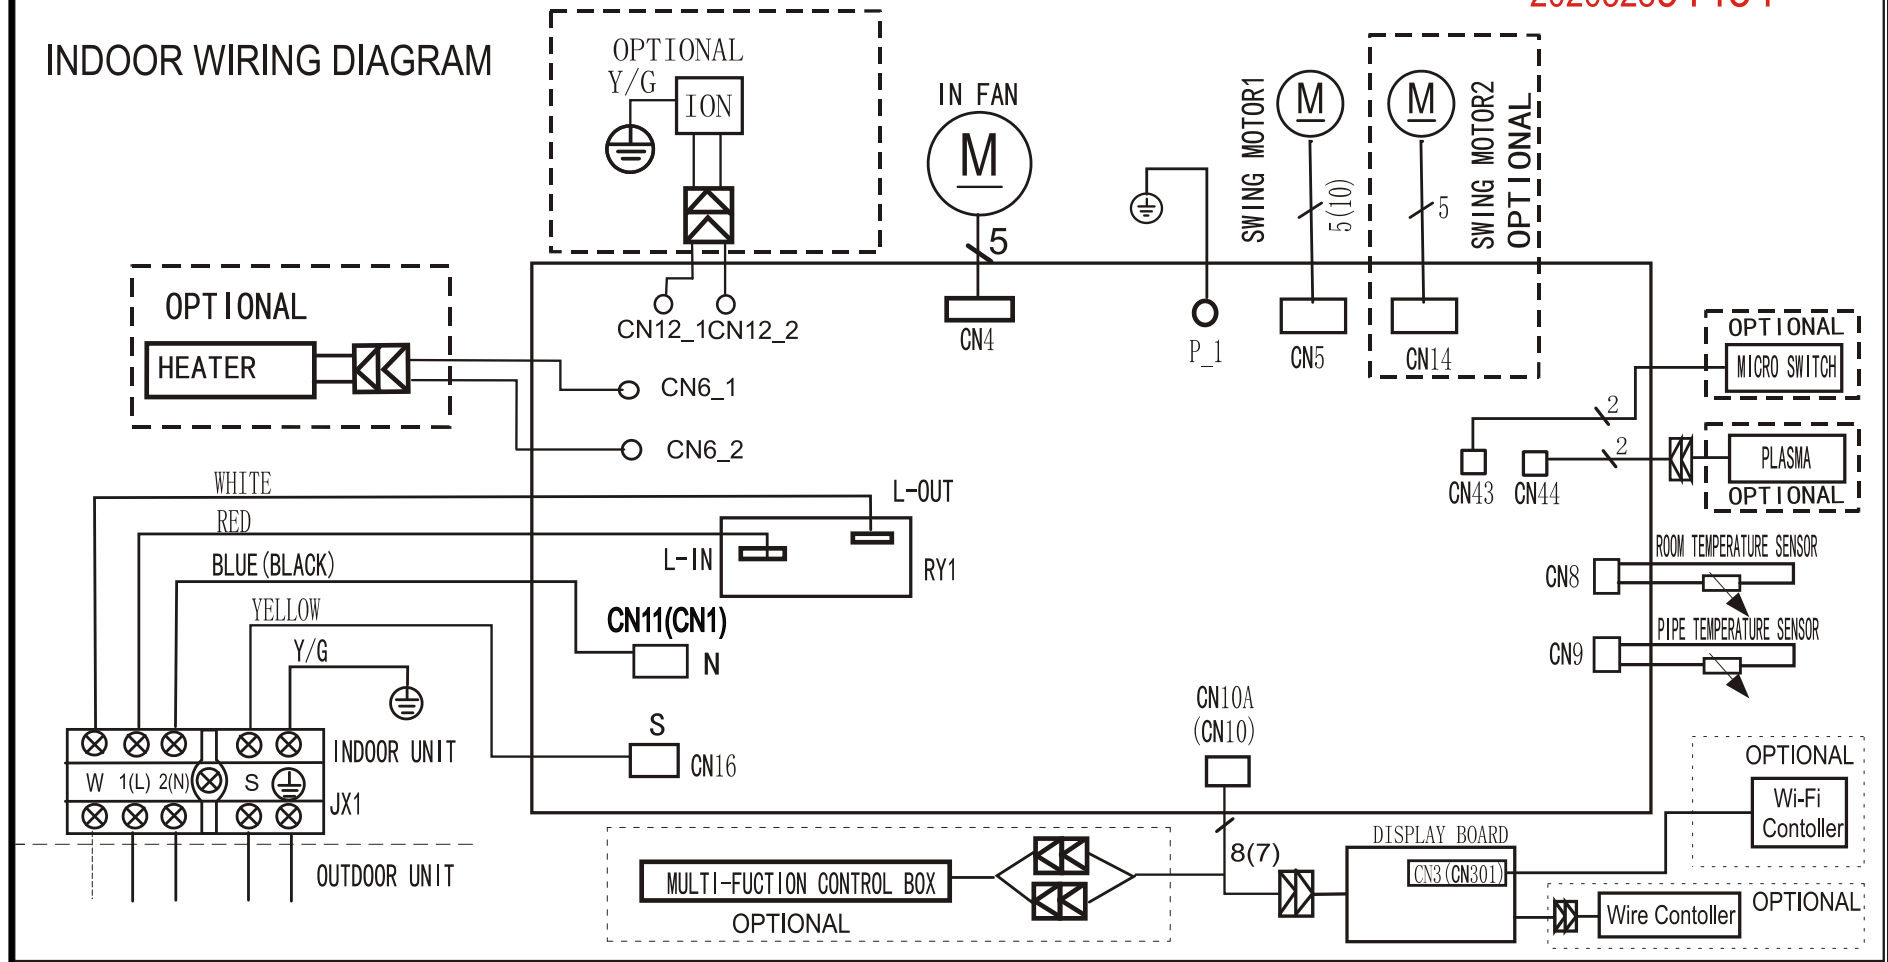 INDOOR WIRING DIAGRAM
OPTIONAL
Y/G
ION
IN FAN
M
SWING MOTOR1
M
5(10)
M
5
SWING MOTOR2
OPTIONAL
5
OPTIONAL
HEATER
CN12_1
CN12_2
CN4
P_1
CN5
CN14
OPTIONAL
MICRO SWITCH
CN6_1
CN6_2
2
2
CN43
CN44
PLASMA
OPTIONAL
WHITE
RED
BLUE(BLACK)
YELLOW
Y/G
L-OUT
L-IN
RY1
CN11(CN1)
N
S
CN16
CN8
ROOM TEMPERATURE SENSOR
CN9
PIPE TEMPERATURE SENSOR
CN10A
(CN10)
INDOOR UNIT
W 1(L) 2(N) S
JX1
OUTDOOR UNIT
MULTI-FUCTION CONTROL BOX
OPTIONAL
8(7)
DISPLAY BOARD
CN3(CN301)
OPTIONAL
Wi-Fi
Contoller
Wire Contoller
OPTIONAL